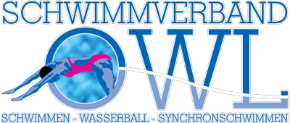 SCHWIMMVERBAND
OWL
SCHWIMMEN - WASSERBALL - SYNCHRONSCHWIMMEN